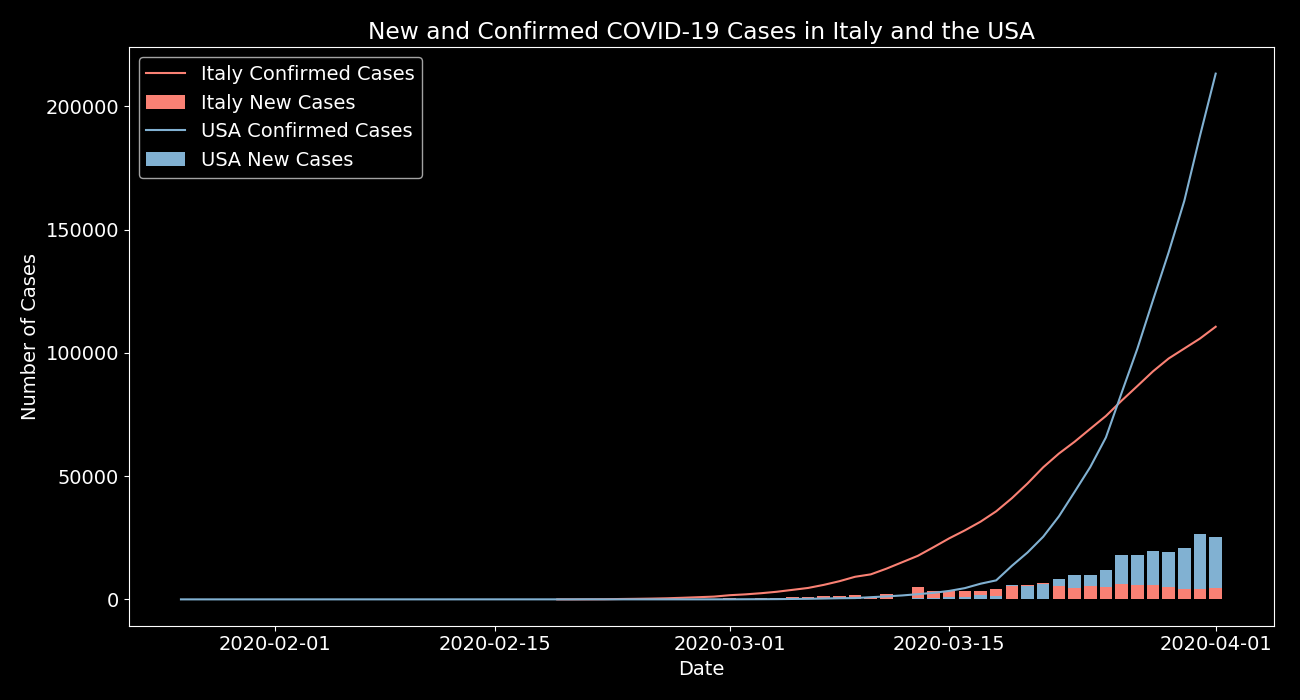 New and Confirmed COVID-19 Cases in Italy and the USA
Italy Confirmed Cases
Italy New Cases
USA Confirmed Cases
USA New Cases
200000
150000
100000
50000
0
Number of Cases
2020-02-01
2020-02-15
2020-03-01
2020-03-15
2020-04-01
Date